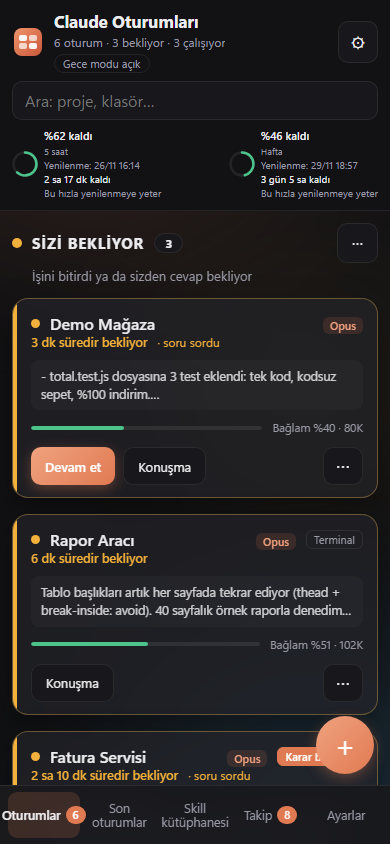 Claude Oturumları
6 oturum · 3 bekliyor · 3 çalışıyor
Gece modu açık
Ara: proje, klasör...
%62 kaldı
5 saat
Yenilenme: 26/11 16:14
2 sa 17 dk kaldı
Bu hızla yenilenmeye yeter
%46 kaldı
Hafta
Yenilenme: 29/11 18:57
3 gün 5 sa kaldı
Bu hızla yenilenmeye yeter
SİZİ BEKLİYOR 3
İşini bitirdi ya da sizden cevap bekliyor
Demo Mağaza Opus
3 dk süredir bekliyor · soru sordu
- total.test.js dosyasına 3 test eklendi: tek kod, kodsuz
sepet, %100 indirim....
Bağlam %40 · 80K
Devam et Konuşma
Rapor Aracı Opus Terminal
6 dk süredir bekliyor
Tablo başlıkları artık her sayfada tekrar ediyor (thead +
break-inside: avoid). 40 sayfalık örnek raporla denedim...
Bağlam %51 · 102K
Konuşma
Fatura Servisi Opus Karar
2 sa 10 dk süredir bekliyor · soru sordu
Oturumlar 6
Son
oturumlar
Skill
kütüphanesi
Takip 8
Ayarlar